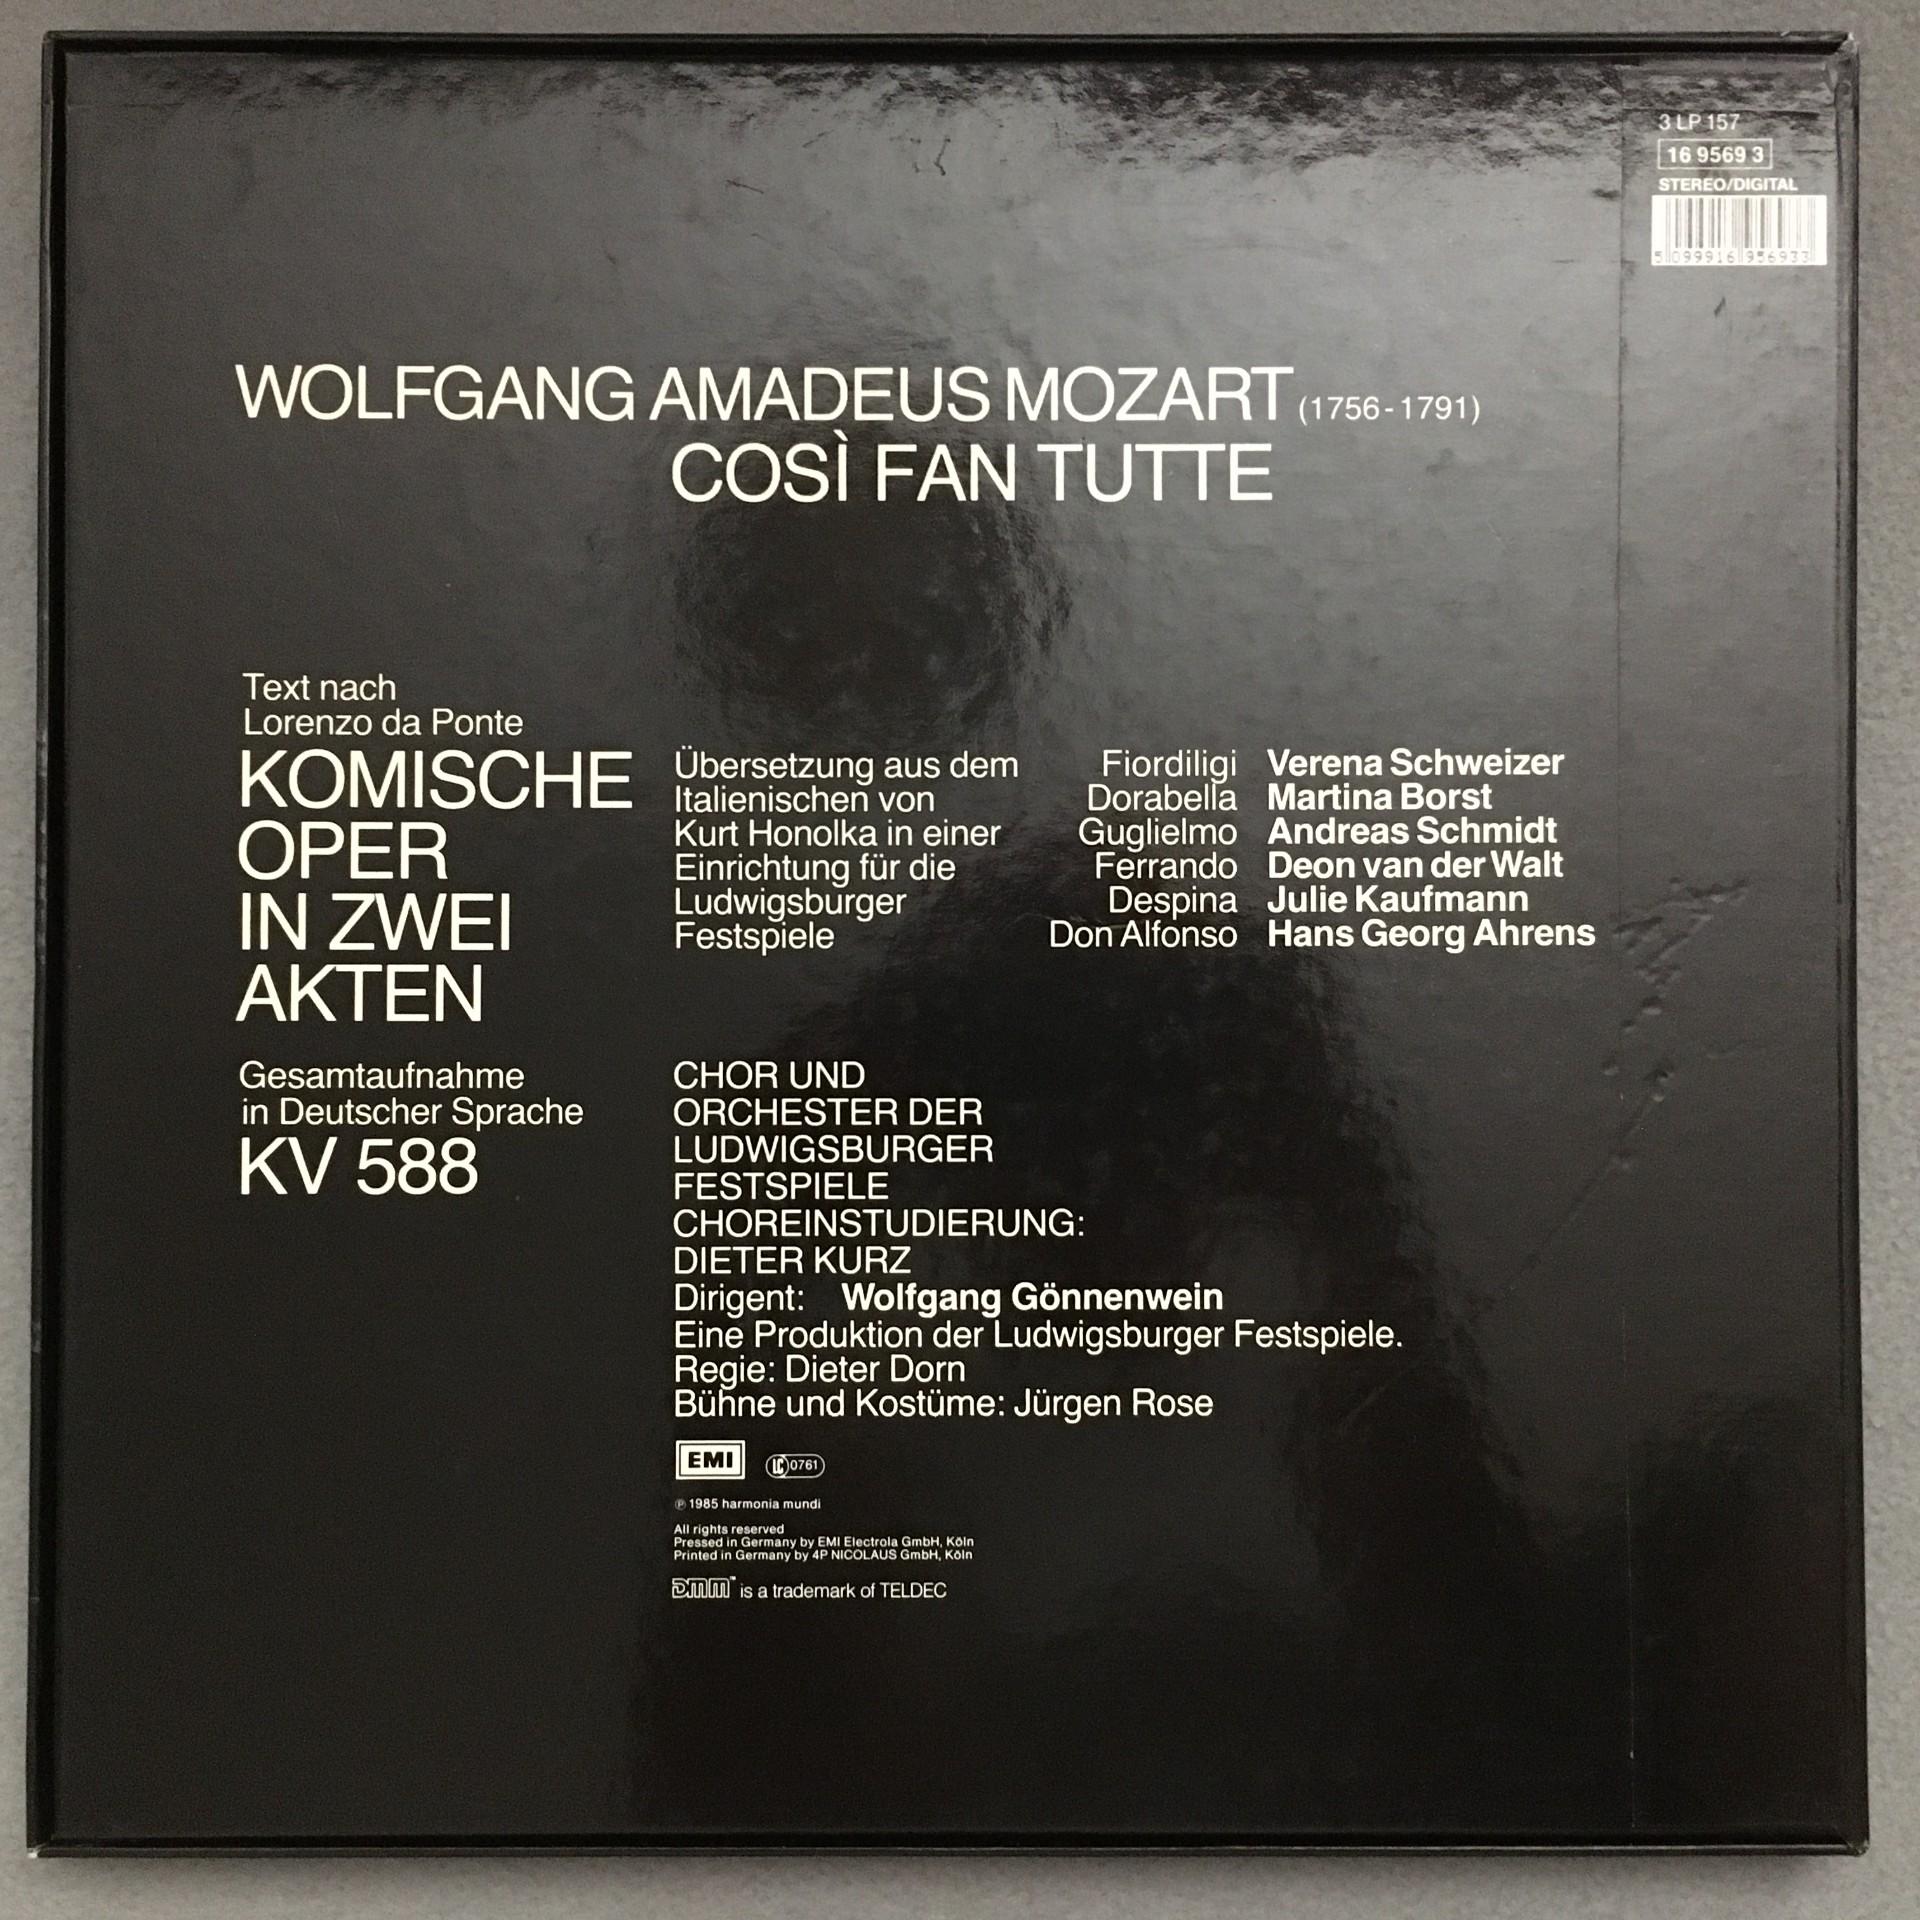 3 LP 157
16 9569 3
STEREO/DIGITAL
5 099916 956933
WOLFGANG AMADEUS MOZART (1756-1791)
COSÌ FAN TUTTE
Text nach
Lorenzo da Ponte
KOMISCHE
OPER
IN ZWEI
AKTEN
Gesamtaufnahme
in Deutscher Sprache
KV 588
Übersetzung aus dem
Italienischen von
Kurt Honolka in einer
Einrichtung für die
Ludwigsburger
Festspiele
Fiordiligi Verena Schweizer
Dorabella Martina Borst
Guglielmo Andreas Schmidt
Ferrando Deon van der Walt
Despina Julie Kaufmann
Don Alfonso Hans Georg Ahrens
CHOR UND
ORCHESTER DER
LUDWIGSBURGER
FESTSPIELE
CHOREINSTUDIERUNG:
DIETER KURZ
Dirigent: Wolfgang Gönnenwein
Eine Produktion der Ludwigsburger Festspiele.
Regie: Dieter Dorn
Bühne und Kostüme: Jürgen Rose
EMI LC 0761
℗ 1985 harmonia mundi
All rights reserved
Pressed in Germany by EMI Electrola GmbH, Köln
Printed in Germany by 4P NICOLAUS GmbH, Köln
DMM™ is a trademark of TELDEC